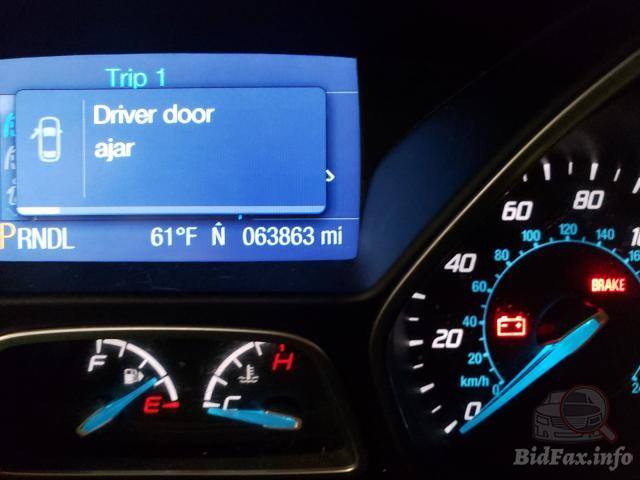 Trip 1
Driver door
ajar
PRNDL 61°F N 063863 mi
F
E
H
C
0
20
40
60
80
0
20
40
60
80
100
120
140
km/h
BRAKE
BidFax.info